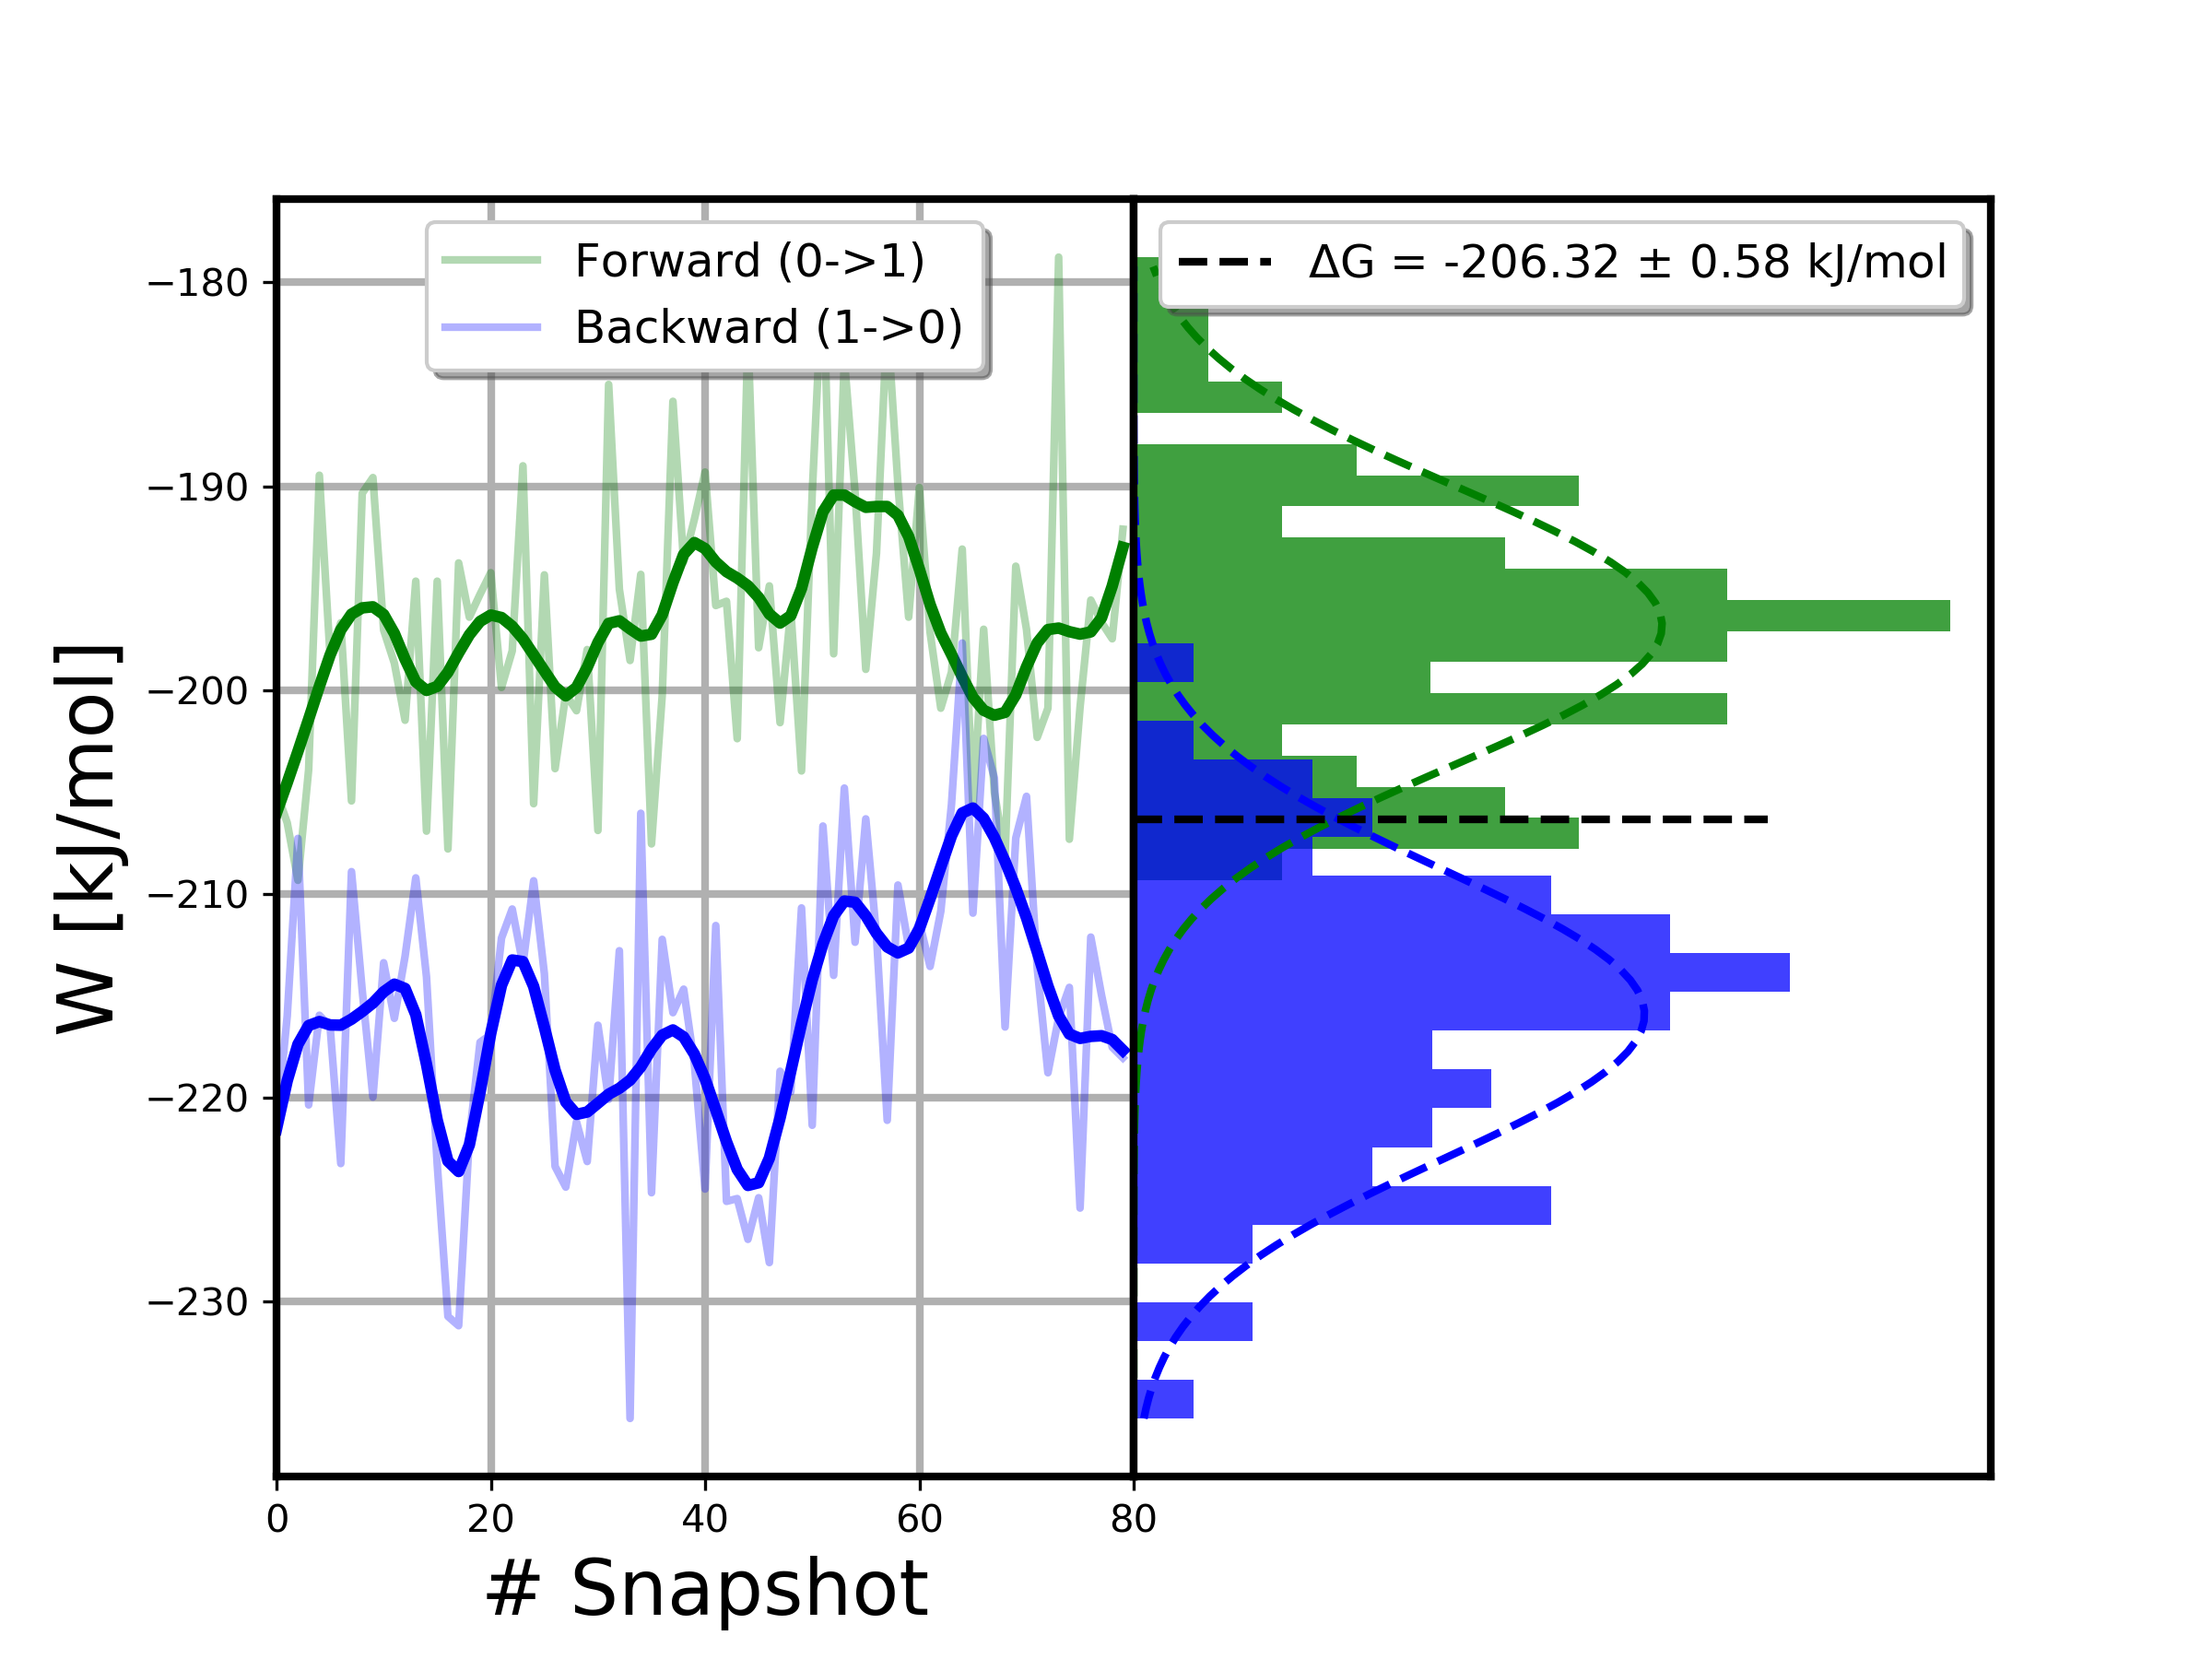 Forward (0->1)
Backward (1->0)
ΔG = -206.32 ± 0.58 kJ/mol
−180
−190
−200
−210
−220
−230
W [kJ/mol]
0 20 40 60 80
# Snapshot